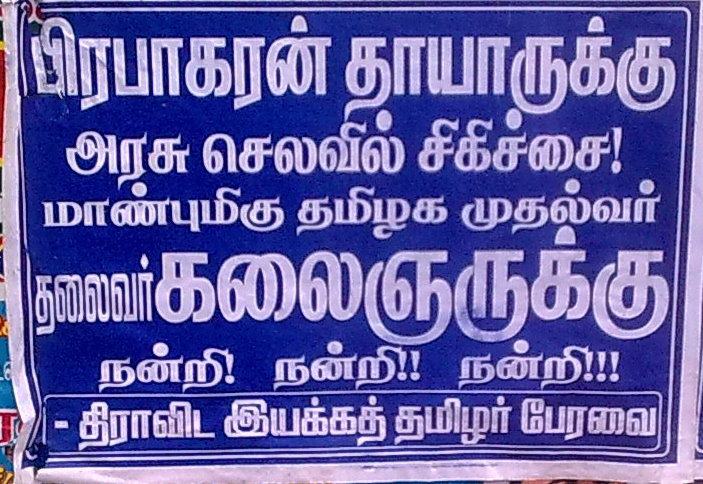 பிரபாகரன் தாயாருக்கு
அரசு செலவில் சிகிச்சை!
மாண்புமிகு தமிழக முதல்வர்
தலைவர் கலைஞருக்கு
நன்றி! நன்றி!! நன்றி!!!
- திராவிட இயக்கத் தமிழர் பேரவை